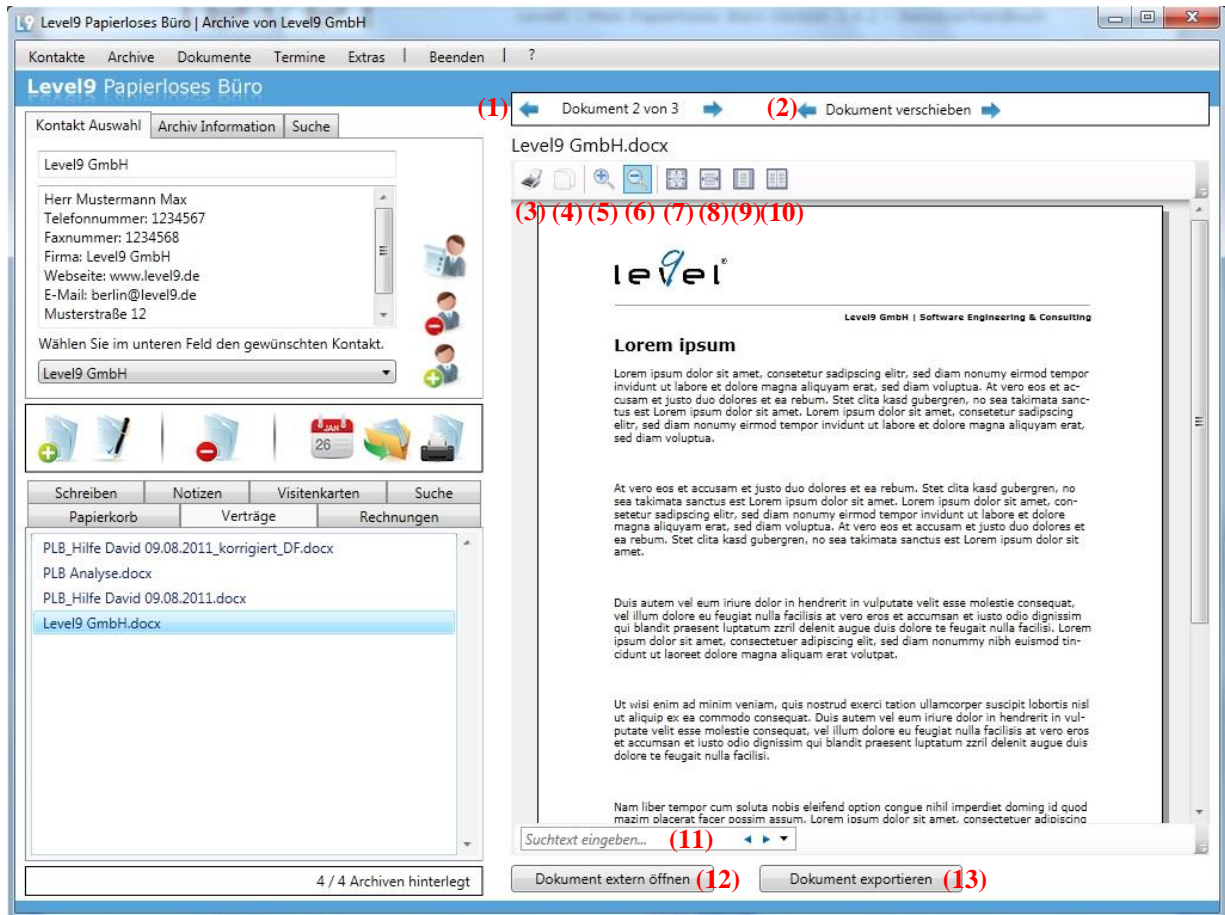 Level9 Papierloses Büro | Archive von Level9 GmbH
Kontakte Archive Dokumente Termine Extras | Beenden | ?
Level9 Papierloses Büro
Kontakt Auswahl Archiv Information Suche
Level9 GmbH
Herr Mustermann Max
Telefonnummer: 1234567
Faxnummer: 1234568
Firma: Level9 GmbH
Webseite: www.level9.de
E-Mail: berlin@level9.de
Musterstraße 12
Wählen Sie im unteren Feld den gewünschten Kontakt.
Level9 GmbH
JAN
26
Schreiben Notizen Visitenkarten Suche
Papierkorb Verträge Rechnungen
PLB_Hilfe David 09.08.2011_korrigiert_DF.docx
PLB Analyse.docx
PLB_Hilfe David 09.08.2011.docx
Level9 GmbH.docx
4 / 4 Archiven hinterlegt
(1) Dokument 2 von 3 (2) Dokument verschieben
Level9 GmbH.docx
(3) (4) (5) (6) (7) (8) (9) (10)
level9®
Level9 GmbH | Software Engineering & Consulting
Lorem ipsum
Lorem ipsum dolor sit amet, consetetur sadipscing elitr, sed diam nonumy eirmod tempor
invidunt ut labore et dolore magna aliquyam erat, sed diam voluptua. At vero eos et ac-
cusam et justo duo dolores et ea rebum. Stet clita kasd gubergren, no sea takimata sanc-
tus est Lorem ipsum dolor sit amet. Lorem ipsum dolor sit amet, consetetur sadipscing
elitr, sed diam nonumy eirmod tempor invidunt ut labore et dolore magna aliquyam erat,
sed diam voluptua.
At vero eos et accusam et justo duo dolores et ea rebum. Stet clita kasd gubergren, no
sea takimata sanctus est Lorem ipsum dolor sit amet. Lorem ipsum dolor sit amet, con-
setetur sadipscing elitr, sed diam nonumy eirmod tempor invidunt ut labore et dolore
magna aliquyam erat, sed diam voluptua. At vero eos et accusam et justo duo dolores et
ea rebum. Stet clita kasd gubergren, no sea takimata sanctus est Lorem ipsum dolor sit
amet.
Duis autem vel eum iriure dolor in hendrerit in vulputate velit esse molestie consequat,
vel illum dolore eu feugiat nulla facilisis at vero eros et accumsan et iusto odio dignissim
qui blandit praesent luptatum zzril delenit augue duis dolore te feugait nulla facilisi. Lorem
ipsum dolor sit amet, consectetuer adipiscing elit, sed diam nonummy nibh euismod tin-
cidunt ut laoreet dolore magna aliquam erat volutpat.
Ut wisi enim ad minim veniam, quis nostrud exerci tation ullamcorper suscipit lobortis nisl
ut aliquip ex ea commodo consequat. Duis autem vel eum iriure dolor in hendrerit in vul-
putate velit esse molestie consequat, vel illum dolore eu feugiat nulla facilisis at vero eros
et accumsan et iusto odio dignissim qui blandit praesent luptatum zzril delenit augue duis
dolore te feugait nulla facilisi.
Nam liber tempor cum soluta nobis eleifend option congue nihil imperdiet doming id quod
mazim placerat facer possim assum. Lorem ipsum dolor sit amet, consectetuer adipiscing
Suchtext eingeben... (11)
Dokument extern öffnen (12) Dokument exportieren (13)